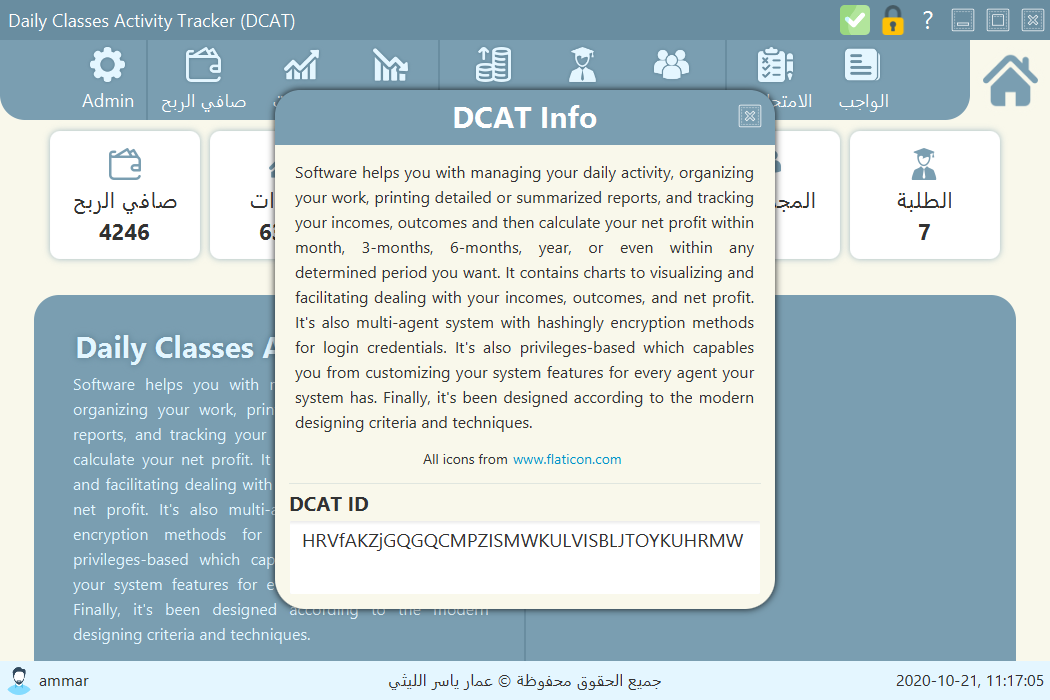 Daily Classes Activity Tracker (DCAT)
?
Admin
صافي الربح
الواجب
DCAT Info
Software helps you with managing your daily activity, organizing
your work, printing detailed or summarized reports, and tracking
your incomes, outcomes and then calculate your net profit within
month, 3-months, 6-months, year, or even within any
determined period you want. It contains charts to visualizing and
facilitating dealing with your incomes, outcomes, and net profit.
It's also multi-agent system with hashingly encryption methods
for login credentials. It's also privileges-based which capables
you from customizing your system features for every agent your
system has. Finally, it's been designed according to the modern
designing criteria and techniques.
All icons from www.flaticon.com
DCAT ID
HRVfAKZjGQGQCMPZISMWKULVISBLJTOYKUHRMW
صافي الربح
4246
الطلبة
7
Daily Classes
Software helps you with
organizing your work,
reports, and tracking your
calculate your net profit. It
and facilitating dealing with
net profit. It's also
encryption methods for
privileges-based which
your system features for
Finally, it's been designed according to the modern
designing criteria and techniques.
ammar
جميع الحقوق محفوظة © عمار ياسر الليثي
2020-10-21, 11:17:05